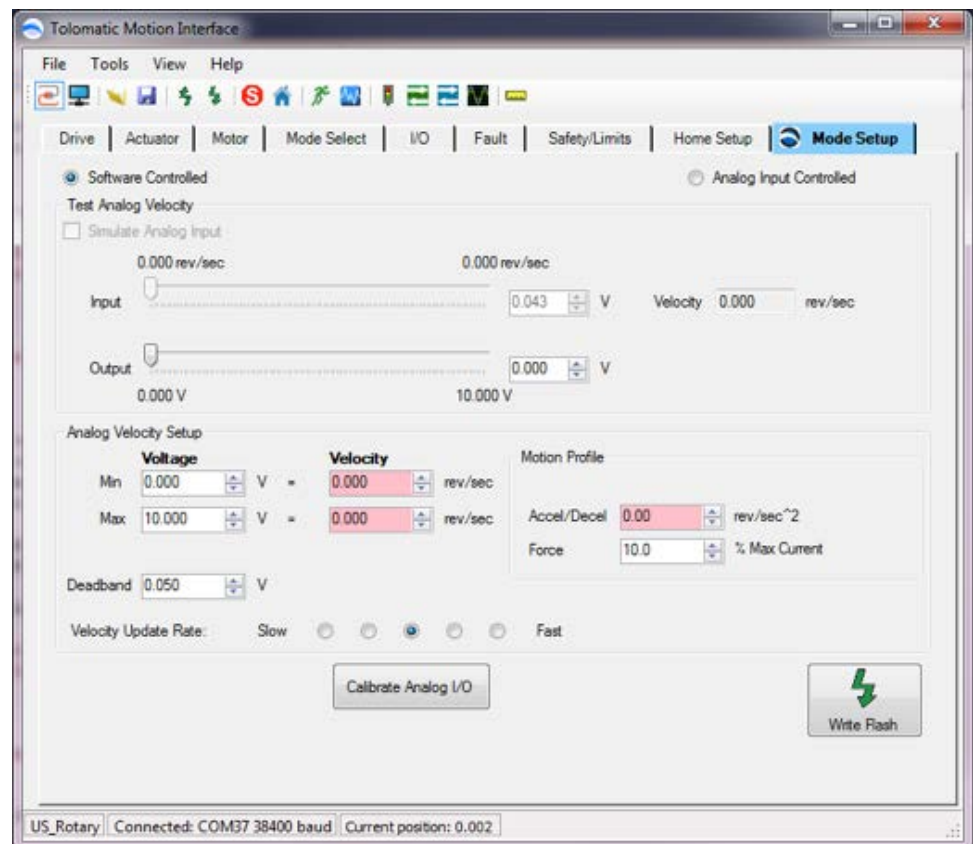 Tolomatic Motion Interface
File Tools View Help
Drive Actuator Motor Mode Select I/O Fault Safety/Limits Home Setup Mode Setup
Software Controlled Analog Input Controlled
Test Analog Velocity
Simulate Analog Input
0.000 rev/sec 0.000 rev/sec
Input 0.043 V Velocity 0.000 rev/sec
Output 0.000 V
0.000 V 10.000 V
Analog Velocity Setup
Voltage Velocity Motion Profile
Min 0.000 V = 0.000 rev/sec
Max 10.000 V = 0.000 rev/sec Accel/Decel 0.00 rev/sec^2
Force 10.0 % Max Current
Deadband 0.050 V
Velocity Update Rate: Slow Fast
Calibrate Analog I/O
Write Flash
US_Rotary Connected: COM37 38400 baud Current position: 0.002